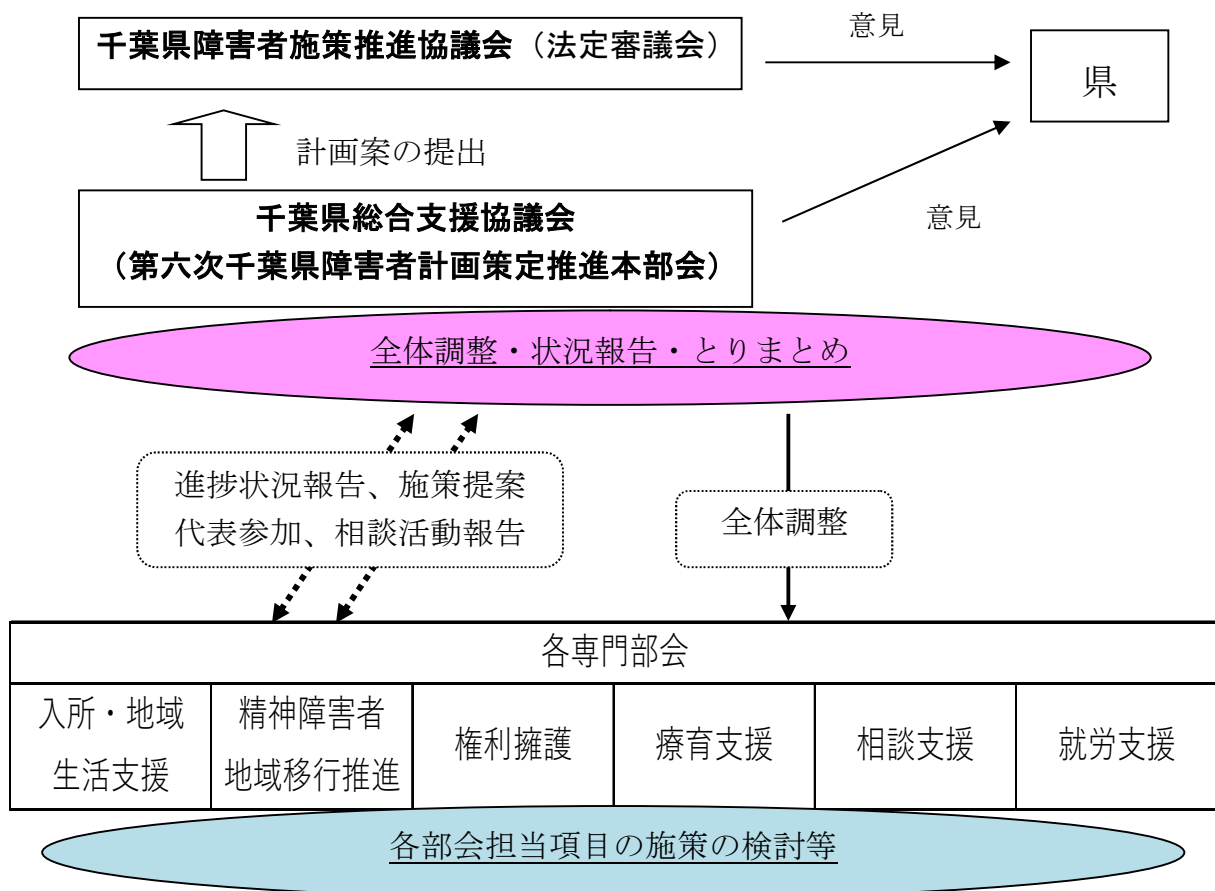 千葉県障害者施策推進協議会（法定審議会）
意見
県
計画案の提出
千葉県総合支援協議会
（第六次千葉県障害者計画策定推進本部会）
意見
全体調整・状況報告・とりまとめ
進捗状況報告、施策提案
代表参加、相談活動報告
全体調整
各専門部会
入所・地域
生活支援
精神障害者
地域移行推進
権利擁護
療育支援
相談支援
就労支援
各部会担当項目の施策の検討等